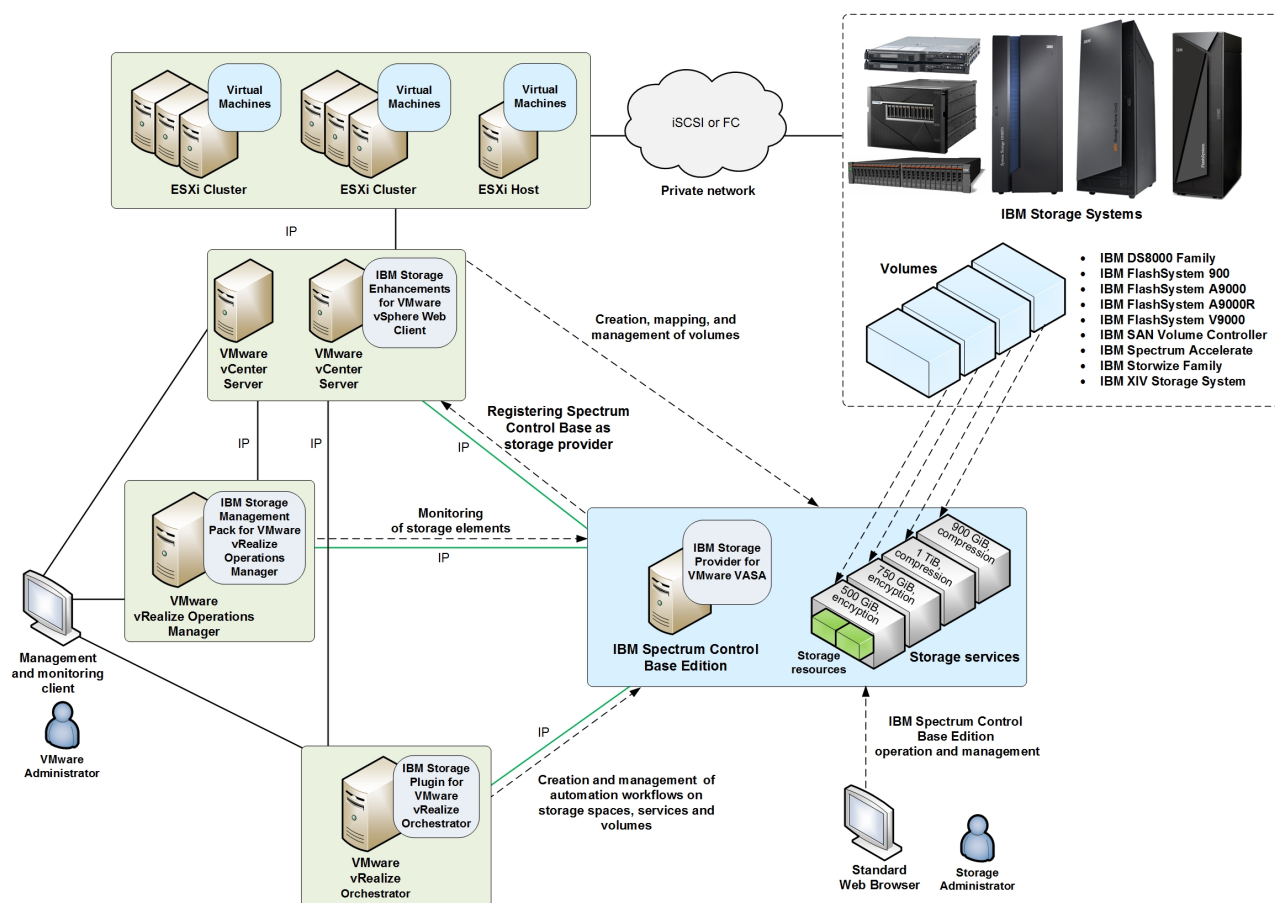 Virtual
Machines
Virtual
Machines
Virtual
Machines
ESXi Cluster
ESXi Cluster
ESXi Host
iSCSI or FC
Private network
IBM Storage Systems
Volumes
• IBM DS8000 Family
• IBM FlashSystem 900
• IBM FlashSystem A9000
• IBM FlashSystem A9000R
• IBM FlashSystem V9000
• IBM SAN Volume Controller
• IBM Spectrum Accelerate
• IBM Storwize Family
• IBM XIV Storage System
IP
IBM Storage
Enhancements
for VMware
vSphere Web
Client
VMware
vCenter
Server
VMware
vCenter
Server
Creation, mapping, and
management of volumes
Registering Spectrum
Control Base as
storage provider
IP
IP
IP
IBM Storage
Management
Pack for VMware
vRealize
Operations
Manager
VMware
vRealize Operations
Manager
Monitoring
of storage elements
IP
IBM Storage
Provider for
VMware VASA
IBM Spectrum Control
Base Edition
900 GiB,
compression
1 TiB,
compression
750 GiB,
encryption
500 GiB,
encryption
Storage
resources
Storage services
Management
and monitoring
client
VMware
Administrator
IP
IBM Storage
Plugin for
VMware
vRealize
Orchestrator
VMware
vRealize
Orchestrator
Creation and management of
automation workflows on
storage spaces, services and
volumes
IBM Spectrum Control
Base Edition
operation and management
Standard
Web Browser
Storage
Administrator